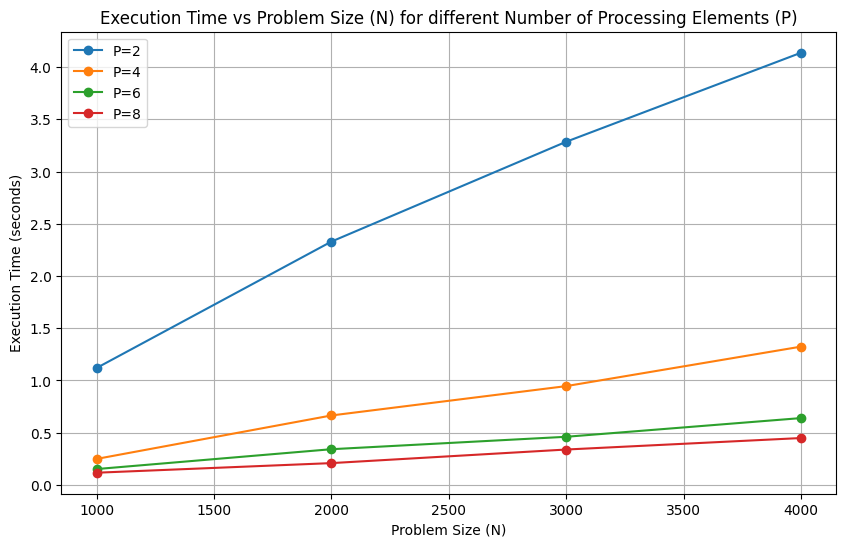 Execution Time vs Problem Size (N) for different Number of Processing Elements (P)
P=2
P=4
P=6
P=8
Execution Time (seconds)
4.0
3.5
3.0
2.5
2.0
1.5
1.0
0.5
0.0
1000 1500 2000 2500 3000 3500 4000
Problem Size (N)